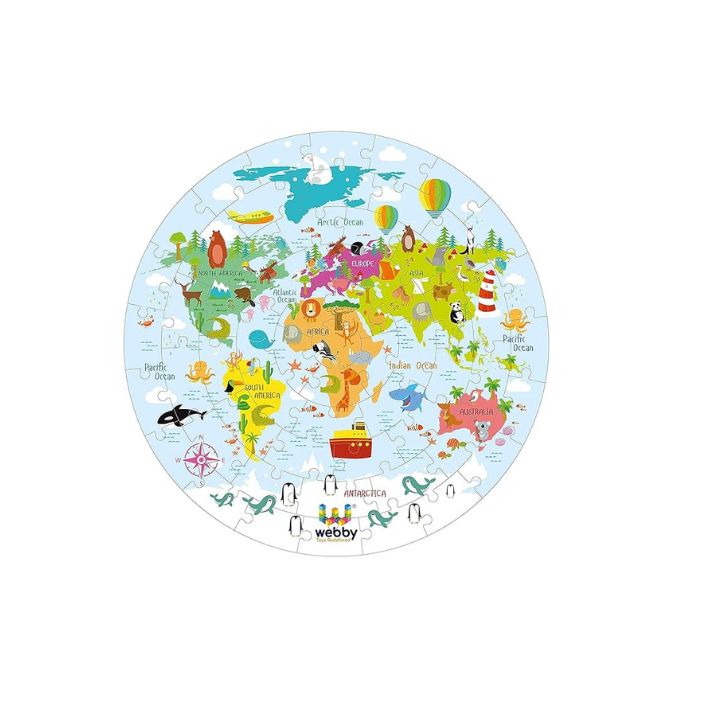 Arctic Ocean
NORTH AMERICA
EUROPE
ASIA
Atlantic
Ocean
AFRICA
Pacific
Ocean
Pacific
Ocean
Indian Ocean
SOUTH
AMERICA
AUSTRALIA
N
W
E
S
ANTARCTICA
webby
Toys Redefined